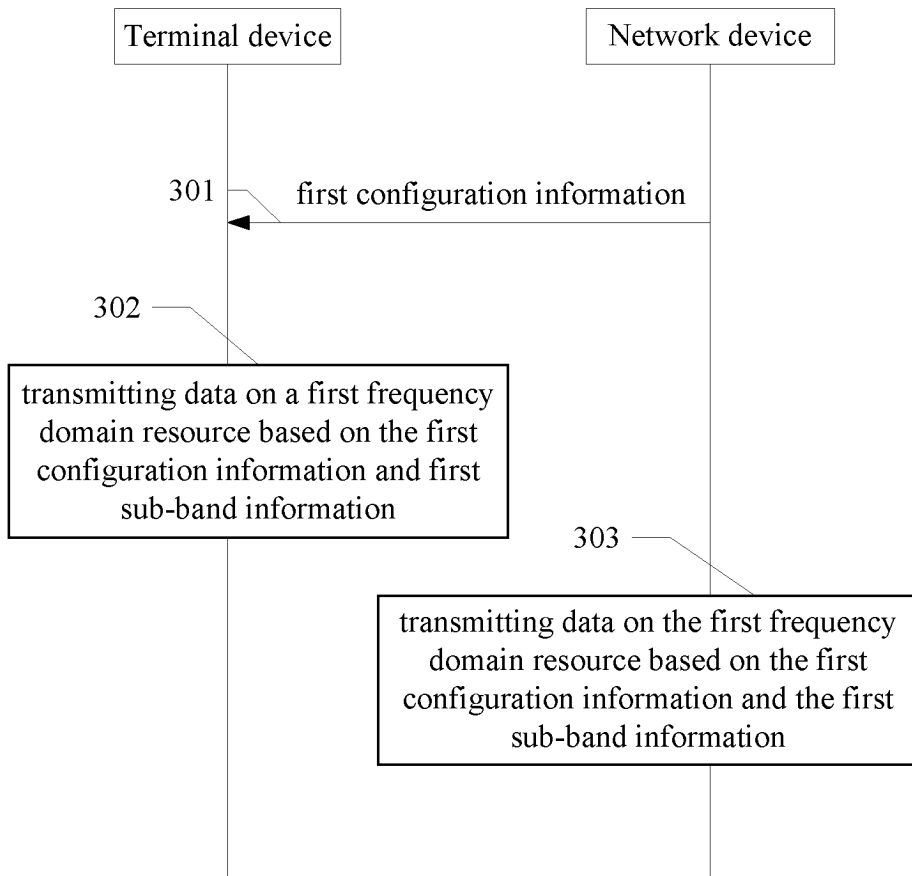 Terminal device
Network device
301
first configuration information
302
transmitting data on a first frequency
domain resource based on the first
configuration information and first
sub-band information
303
transmitting data on the first frequency
domain resource based on the first
configuration information and the first
sub-band information